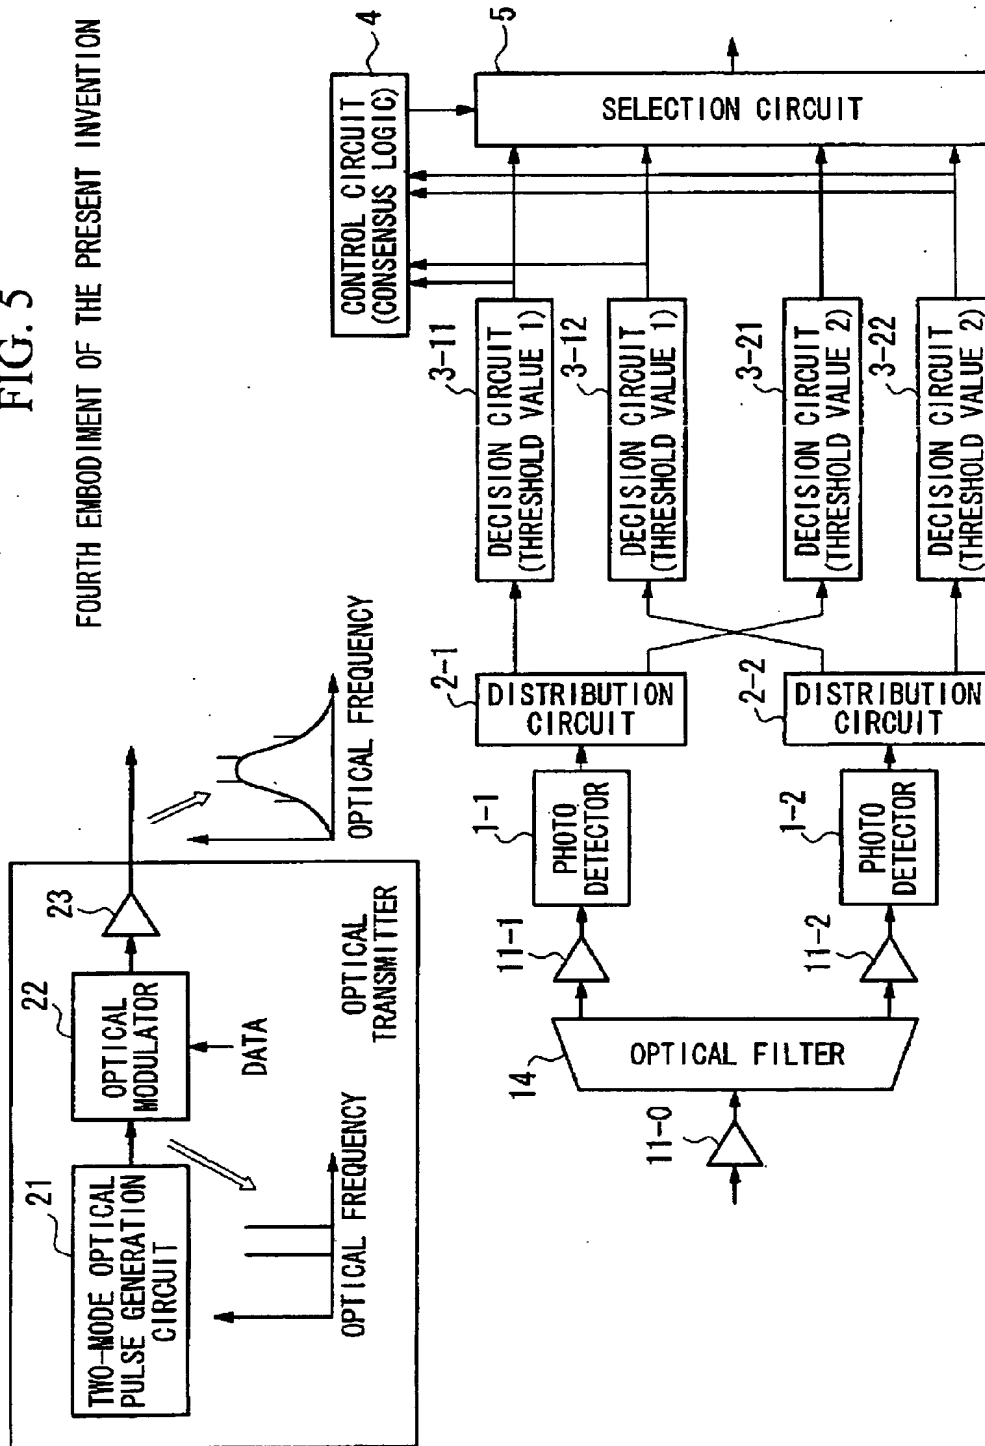 FIG. 5
FOURTH EMBODIMENT OF THE PRESENT INVENTION
21
TWO-MODE OPTICAL
PULSE GENERATION
CIRCUIT
22
OPTICAL
MODULATOR
23
DATA
OPTICAL FREQUENCY
OPTICAL
TRANSMITTER
OPTICAL FREQUENCY
11-0
14
OPTICAL FILTER
11-1
11-2
1-1
PHOTO
DETECTOR
1-2
PHOTO
DETECTOR
2-1
DISTRIBUTION
CIRCUIT
2-2
DISTRIBUTION
CIRCUIT
3-11
DECISION CIRCUIT
(THRESHOLD VALUE 1)
3-12
DECISION CIRCUIT
(THRESHOLD VALUE 1)
3-21
DECISION CIRCUIT
(THRESHOLD VALUE 2)
3-22
DECISION CIRCUIT
(THRESHOLD VALUE 2)
4
CONTROL CIRCUIT
(CONSENSUS LOGIC)
5
SELECTION CIRCUIT